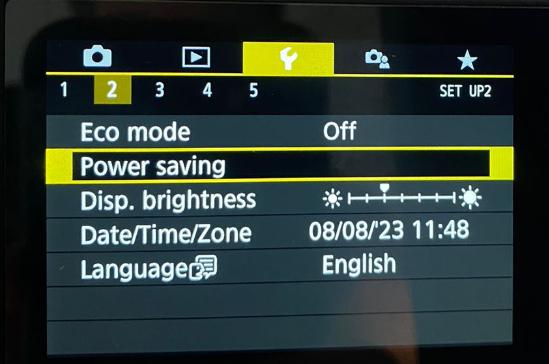 1 2 3 4 5 SET UP2
Eco mode Off
Power saving
Disp. brightness
Date/Time/Zone 08/08/'23 11:48
Language English